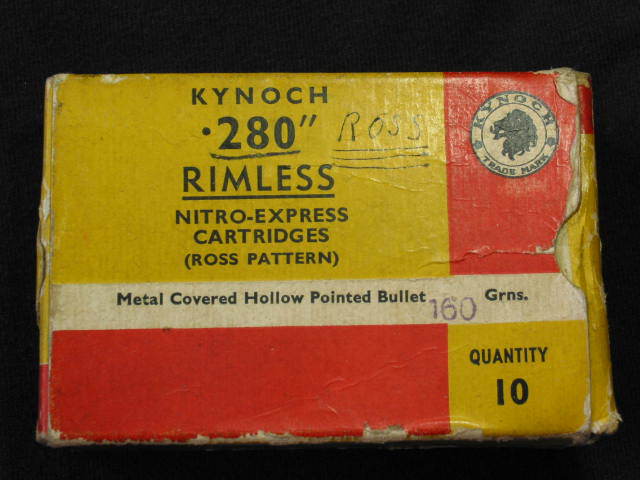 KYNOCH
·280" ROSS
RIMLESS
NITRO-EXPRESS
CARTRIDGES
(ROSS PATTERN)
KYNOCH
TRADE MARK
Metal Covered Hollow Pointed Bullet 160 Grns.
QUANTITY
10